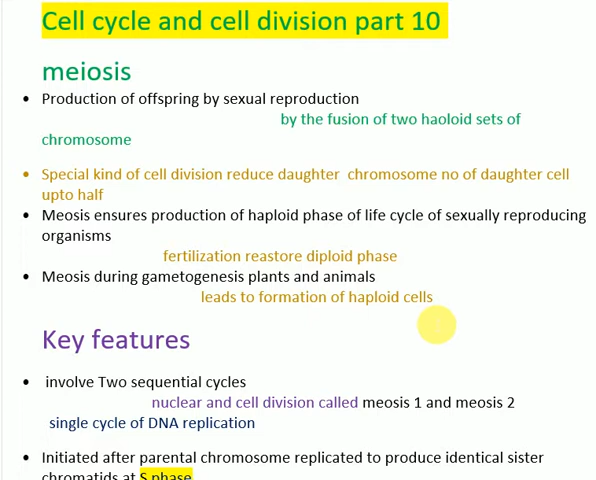 Cell cycle and cell division part 10
meiosis
• Production of offspring by sexual reproduction
by the fusion of two haoloid sets of
chromosome
• Special kind of cell division reduce daughter chromosome no of daughter cell
upto half
• Meosis ensures production of haploid phase of life cycle of sexually reproducing
organisms
fertilization reastore diploid phase
• Meosis during gametogenesis plants and animals
leads to formation of haploid cells
Key features
• involve Two sequential cycles
nuclear and cell division called meosis 1 and meosis 2
single cycle of DNA replication
• Initiated after parental chromosome replicated to produce identical sister
chromatids at S phase